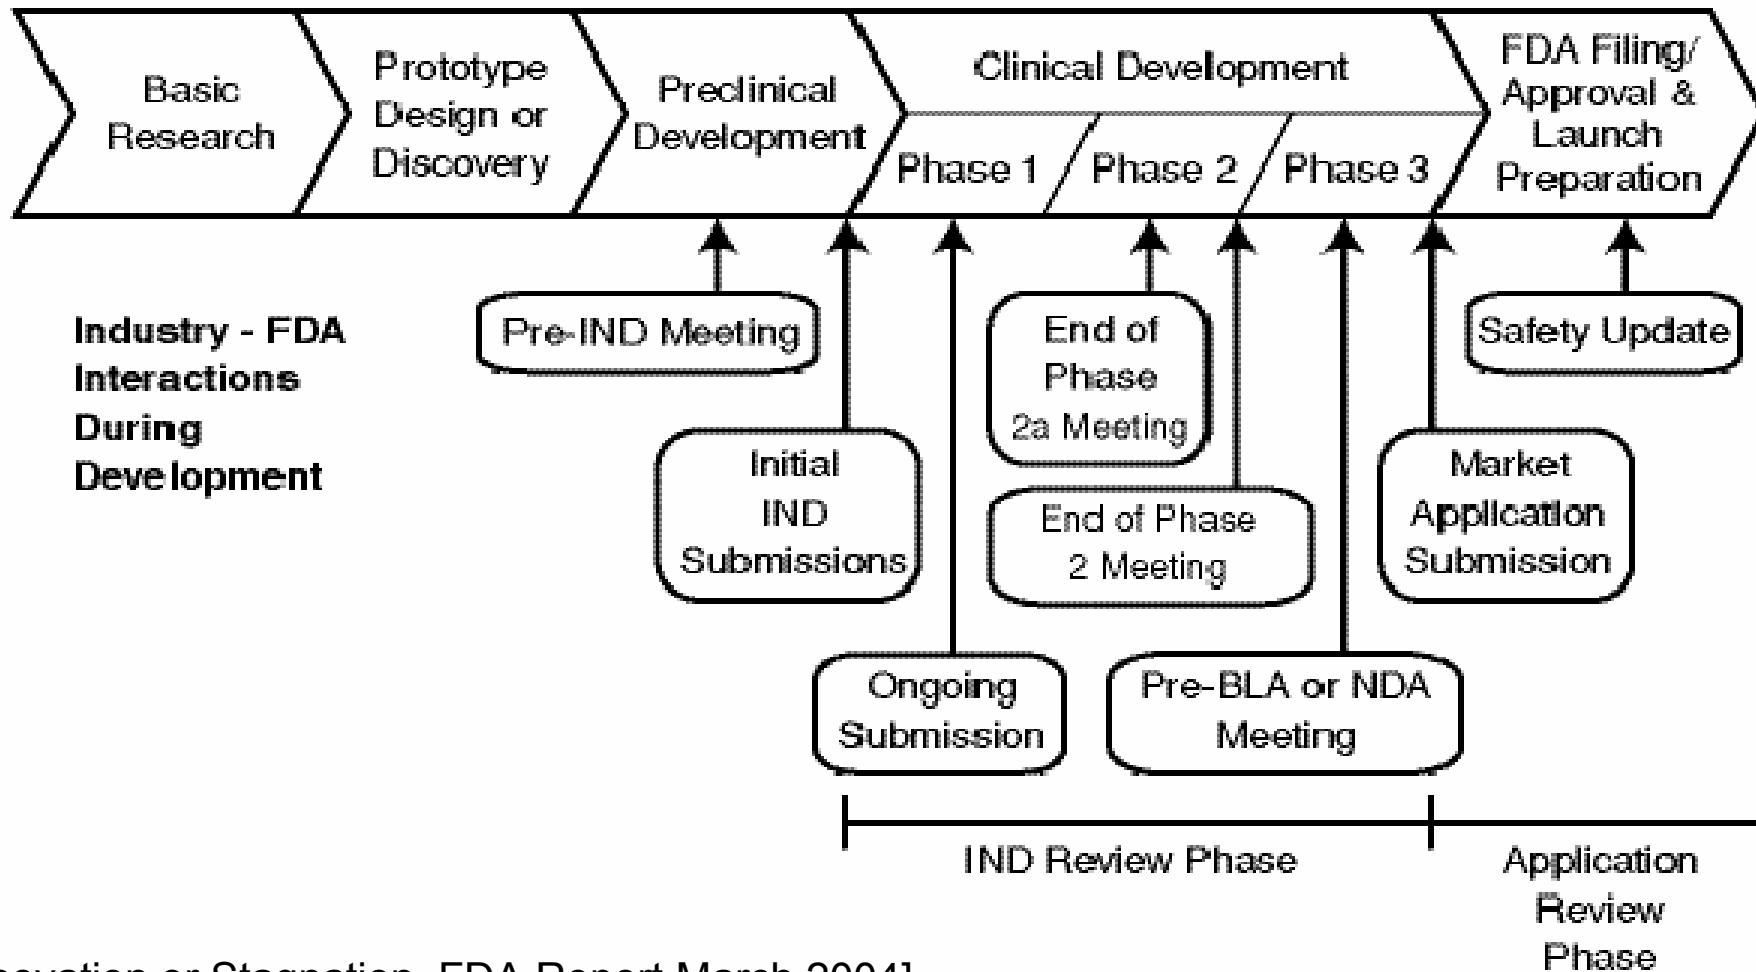 Basic
Research
Prototype
Design or
Discovery
Preclinical
Development
Clinical Development
Phase 1
Phase 2
Phase 3
FDA Filing/
Approval &
Launch
Preparation
Industry - FDA
Interactions
During
Development
Pre-IND Meeting
Initial
IND
Submissions
Ongoing
Submission
End of
Phase
2a Meeting
End of Phase
2 Meeting
Pre-BLA or NDA
Meeting
Market
Application
Submission
Safety Update
IND Review Phase
Application
Review
Phase
or Stagnation, FDA Report March 2004]